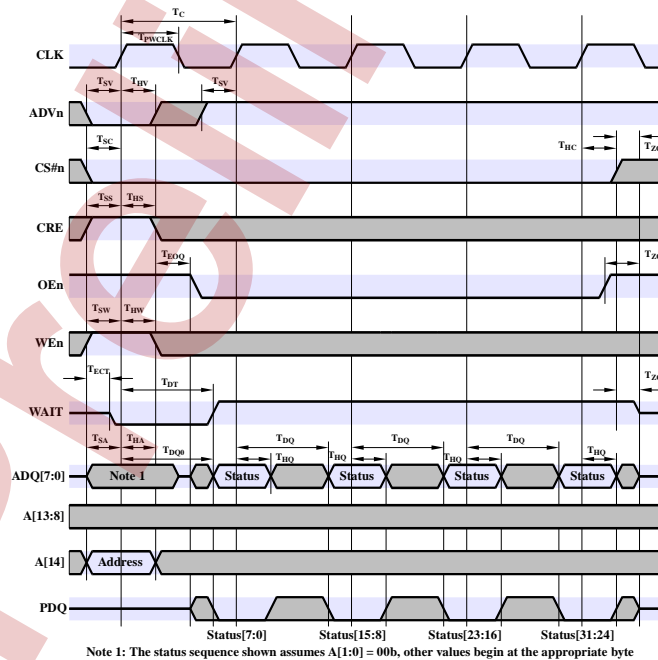 T_C
CLK
T_PWCLK
T_SV T_HV T_SV
ADVn
T_SC T_HC
CS#n
T_SS T_HS
CRE
T_EOQ
OEn
T_SW T_HW
WEn
T_ECT T_DT
WAIT
T_SA T_HA T_DQ T_DQ T_DQ
T_DQ0 T_HQ T_HQ T_HQ T_HQ
ADQ[7:0] Note 1 Status Status Status Status
A[13:8]
A[14] Address
PDQ
Status[7:0] Status[15:8] Status[23:16] Status[31:24]
Note 1: The status sequence shown assumes A[1:0] = 00b, other values begin at the appropriate byte